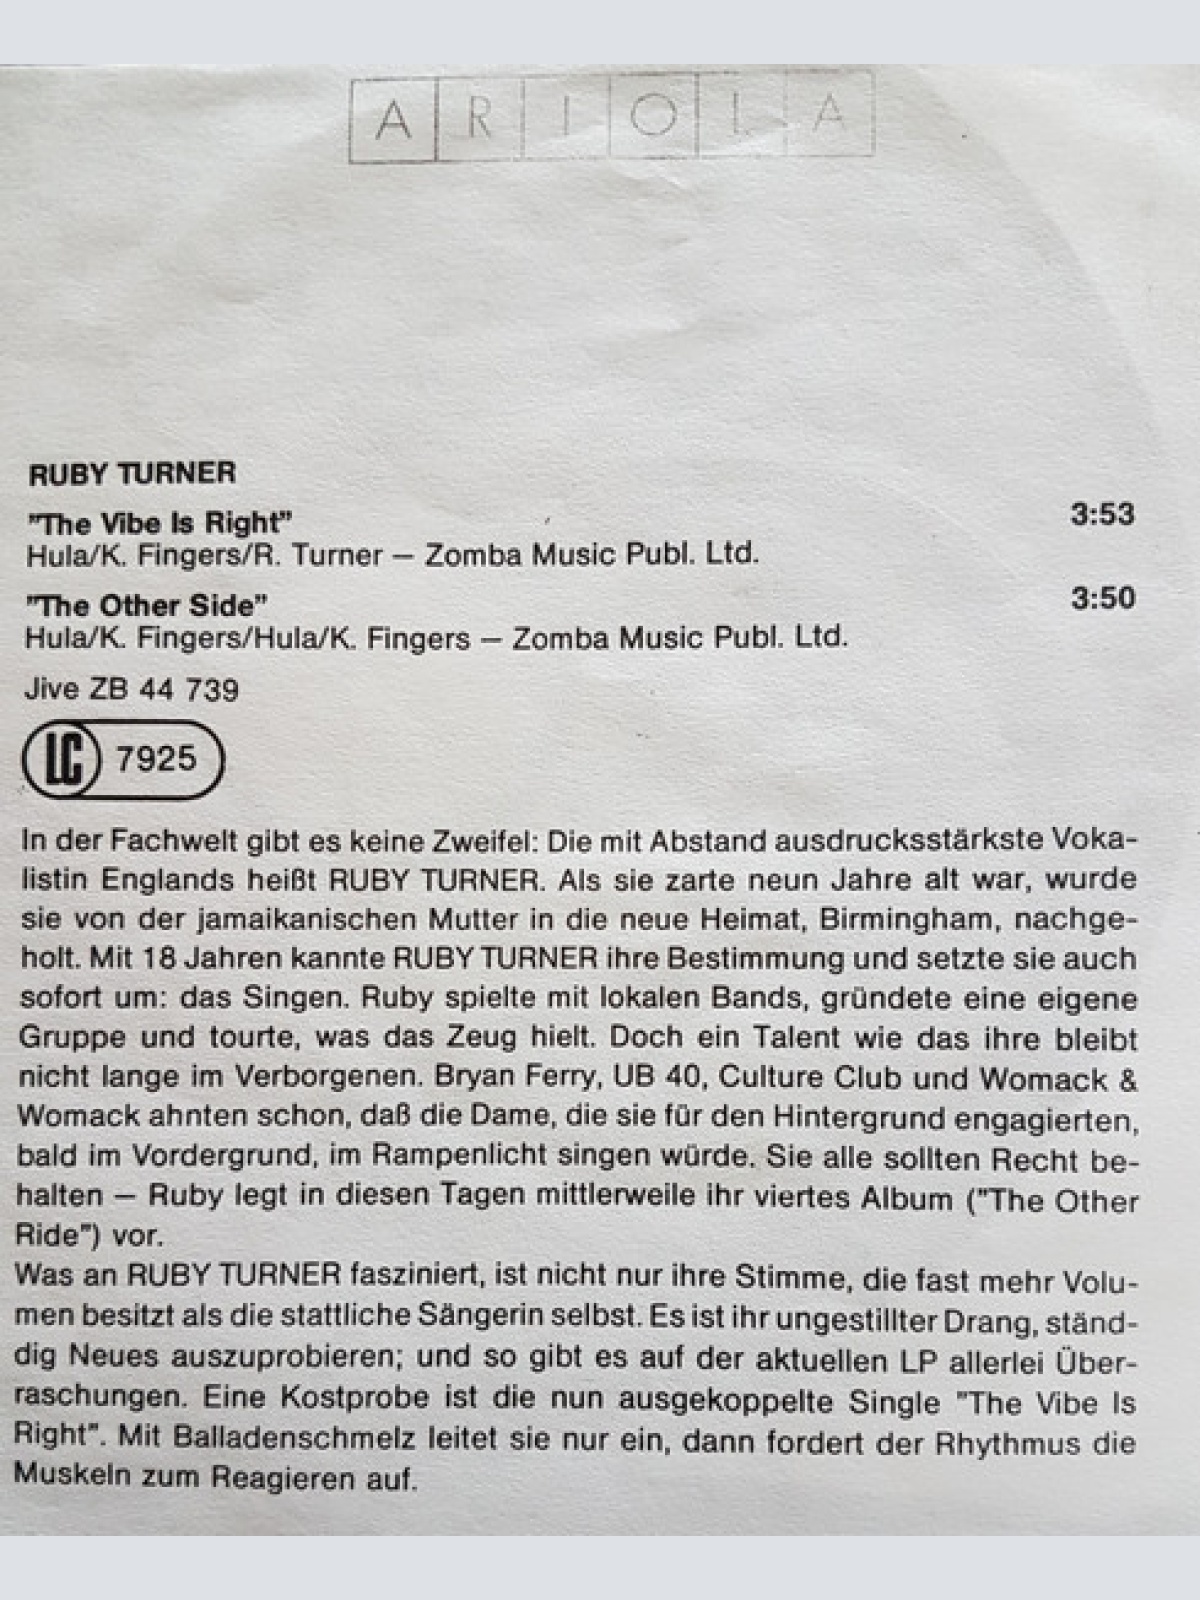 ARIOLA
RUBY TURNER
"The Vibe Is Right" 3:53
Hula/K. Fingers/R. Turner – Zomba Music Publ. Ltd.
"The Other Side" 3:50
Hula/K. Fingers/Hula/K. Fingers – Zomba Music Publ. Ltd.
Jive ZB 44 739
LC 7925
In der Fachwelt gibt es keine Zweifel: Die mit Abstand ausdrucksstärkste Voka-
listin Englands heißt RUBY TURNER. Als sie zarte neun Jahre alt war, wurde
sie von der jamaikanischen Mutter in die neue Heimat, Birmingham, nachge-
holt. Mit 18 Jahren kannte RUBY TURNER ihre Bestimmung und setzte sie auch
sofort um: das Singen. Ruby spielte mit lokalen Bands, gründete eine eigene
Gruppe und tourte, was das Zeug hielt. Doch ein Talent wie das ihre bleibt
nicht lange im Verborgenen. Bryan Ferry, UB 40, Culture Club und Womack &
Womack ahnten schon, daß die Dame, die sie für den Hintergrund engagierten,
bald im Vordergrund, im Rampenlicht singen würde. Sie alle sollten Recht be-
halten – Ruby legt in diesen Tagen mittlerweile ihr viertes Album ("The Other
Ride") vor.
Was an RUBY TURNER fasziniert, ist nicht nur ihre Stimme, die fast mehr Volu-
men besitzt als die stattliche Sängerin selbst. Es ist ihr ungestillter Drang, ständ-
dig Neues auszuprobieren; und so gibt es auf der aktuellen LP allerlei Über-
raschungen. Eine Kostprobe ist die nun ausgekoppelte Single "The Vibe Is
Right". Mit Balladenschmelz leitet sie nur ein, dann fordert der Rhythmus die
Muskeln zum Reagieren auf.